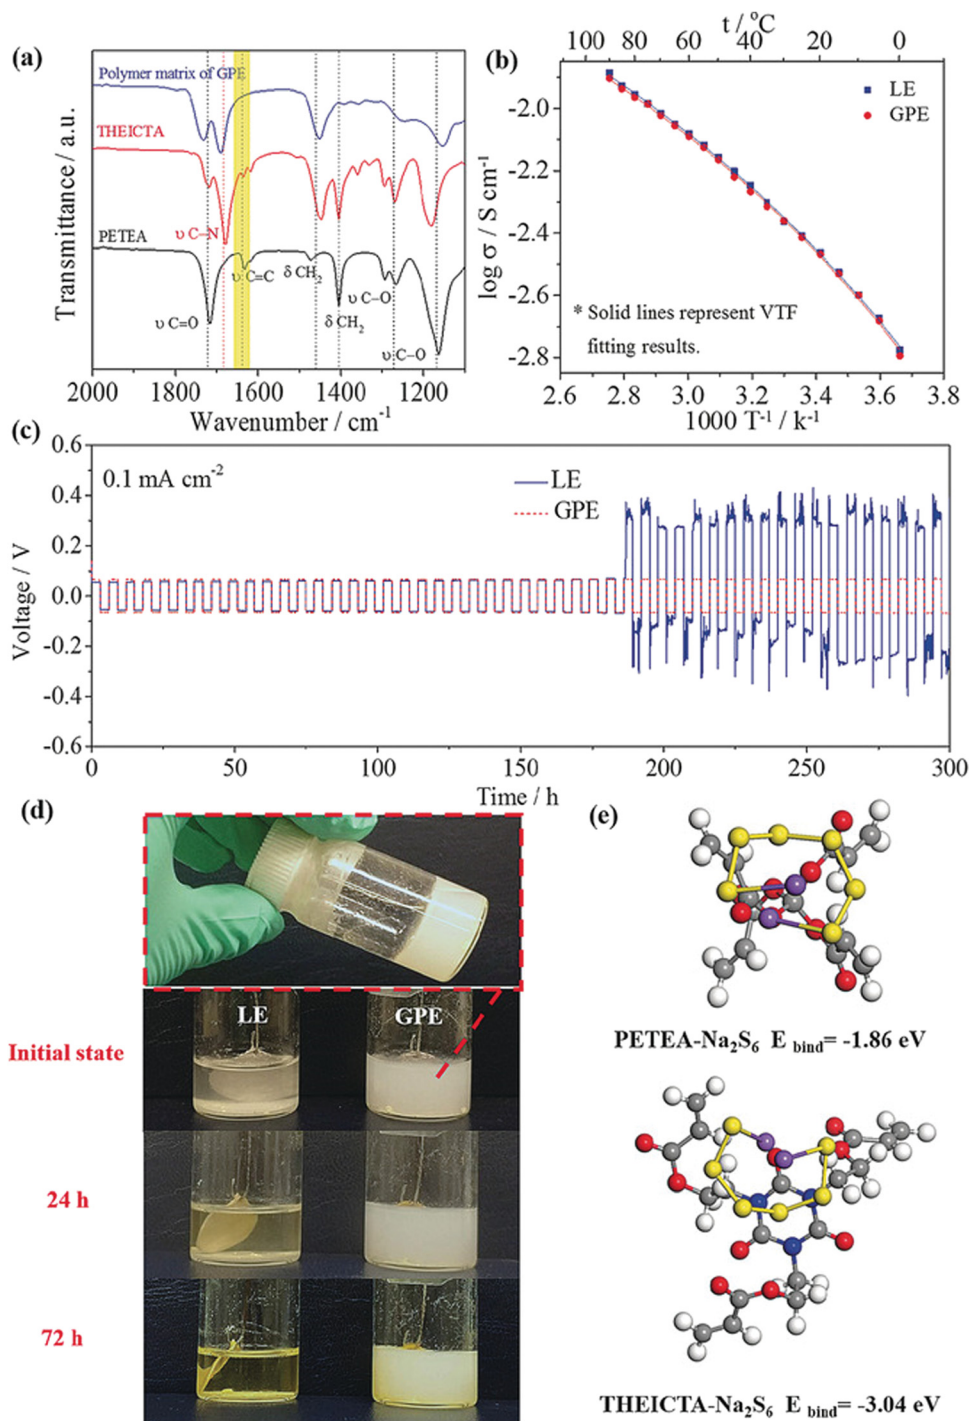 (a)
Polymer matrix of GPE
THEICTA
υ C–N
PETEA
υ C=C
δ CH2
υ C–O
υ C=O
δ CH2
υ C–O
Transmittance / a.u.
2000 1800 1600 1400 1200
Wavenumber / cm-1
(b)
t / oC
100 80 60 40 20 0
LE
GPE
-2.0
-2.2
-2.4
-2.6
-2.8
log σ / S cm-1
* Solid lines represent VTF
fitting results.
2.6 2.8 3.0 3.2 3.4 3.6 3.8
1000 T-1 / k-1
(c)
0.1 mA cm-2
LE
GPE
0.6
0.4
0.2
0.0
-0.2
-0.4
-0.6
Voltage / V
0 50 100 150 200 250 300
Time / h
(d)
LE GPE
Initial state
24 h
72 h
(e)
PETEA-Na2S6 E bind= -1.86 eV
THEICTA-Na2S6 E bind= -3.04 eV